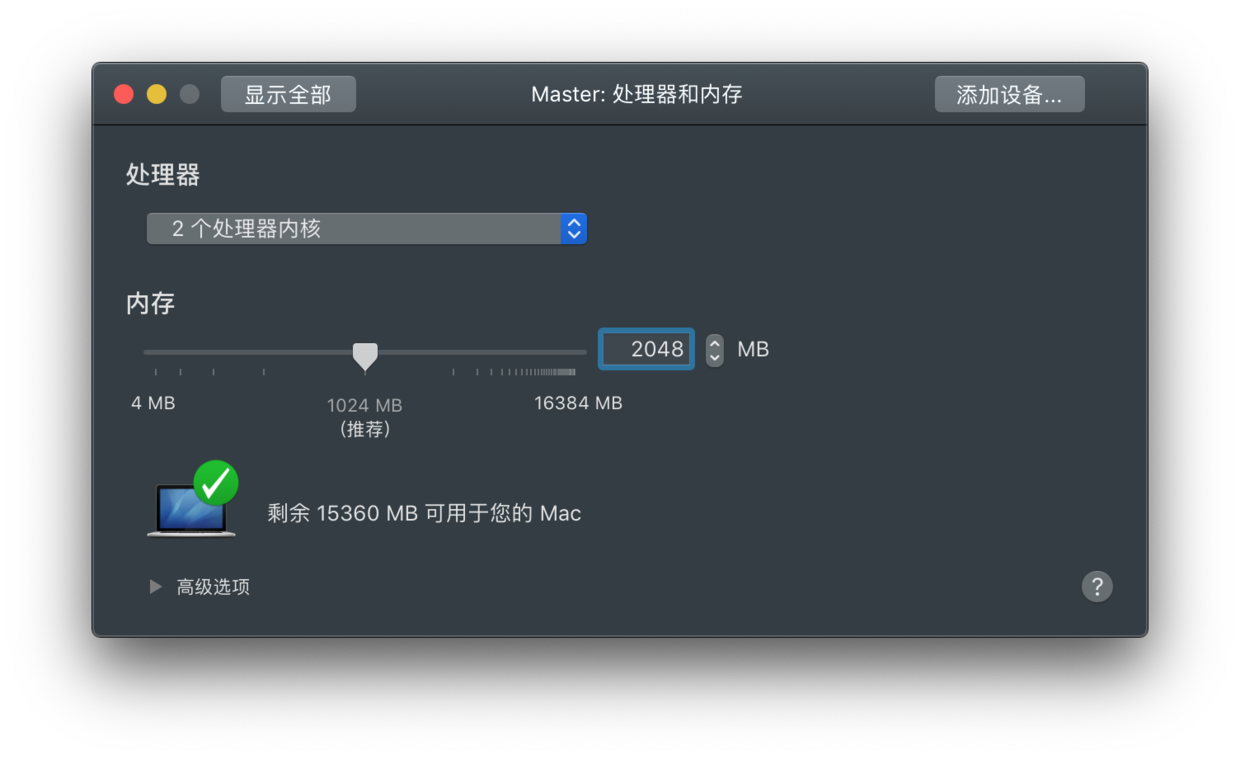 显示全部 Master: 处理器和内存 添加设备...
处理器
2 个处理器内核
内存
2048 MB
4 MB 1024 MB 16384 MB
(推荐)
剩余 15360 MB 可用于您的 Mac
高级选项 ?